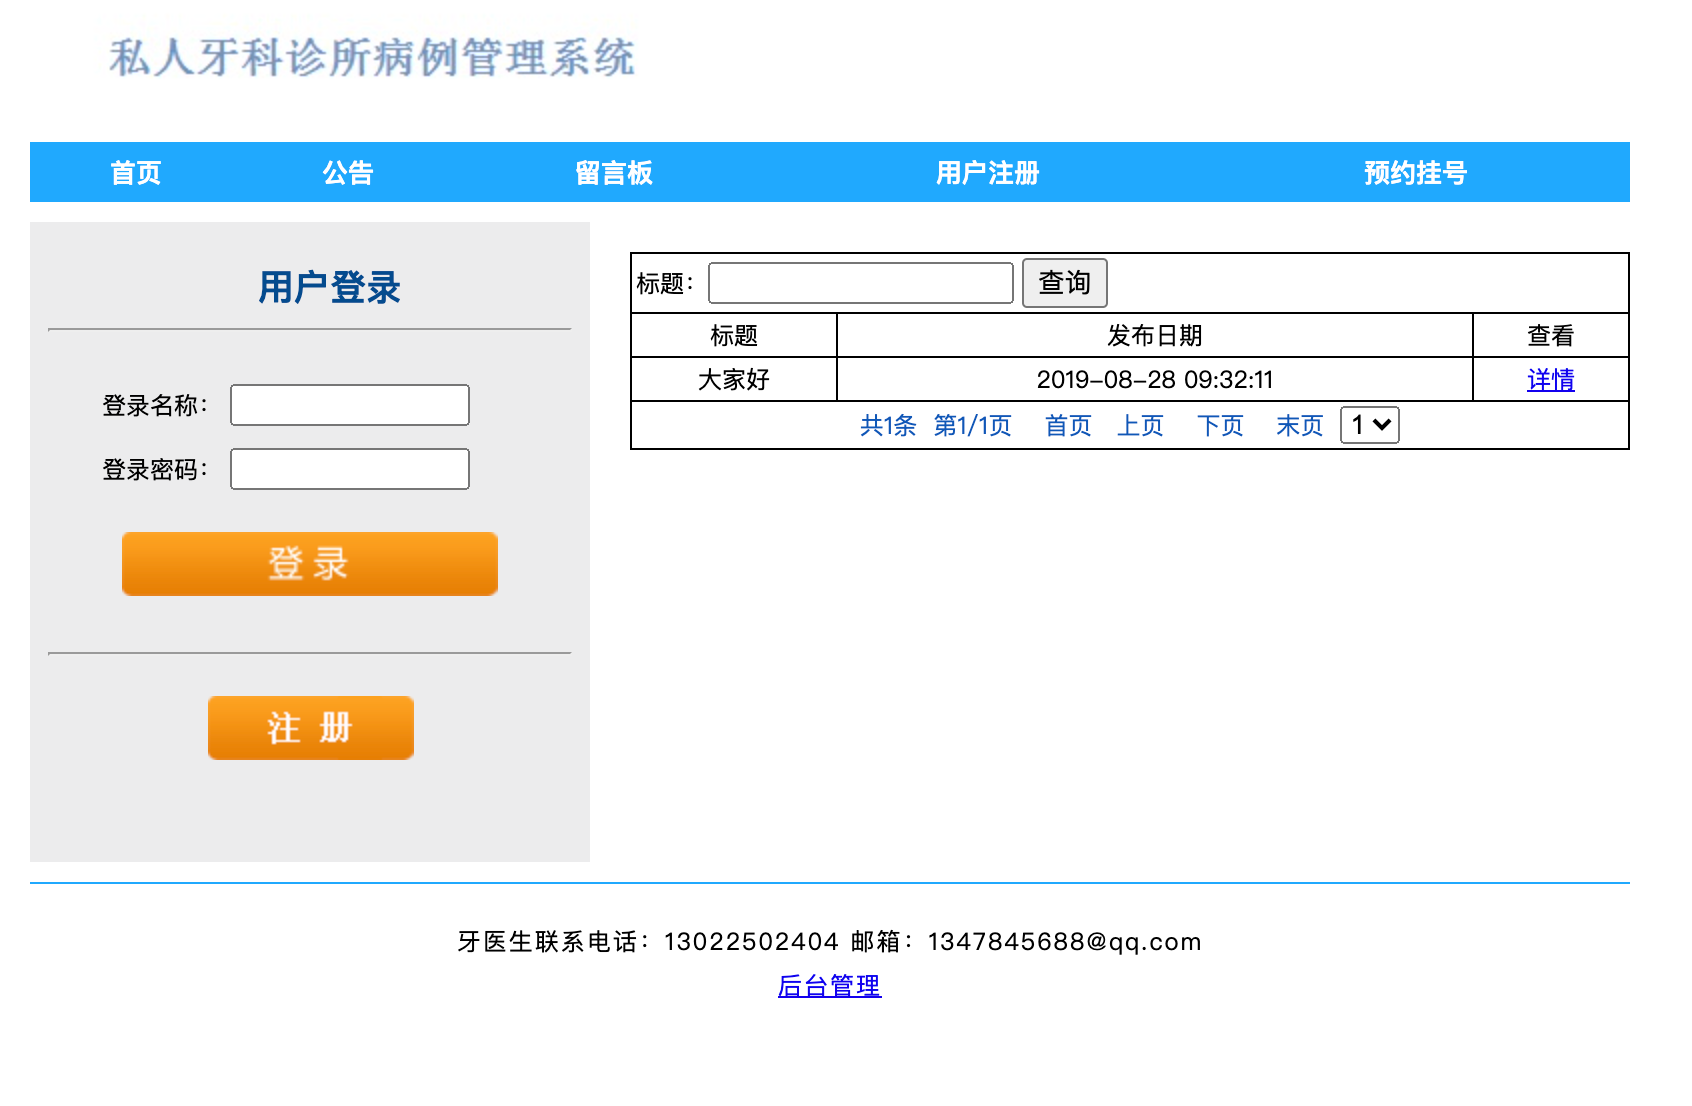 私人牙科诊所病例管理系统
首页 公告 留言板 用户注册 预约挂号
用户登录
登录名称：
登录密码：
登 录
注 册
标题： 查询
标题 发布日期 查看
大家好 2019-08-28 09:32:11 详情
共1条 第1/1页 首页 上页 下页 末页 1
牙医生联系电话：13022502404 邮箱：1347845688@qq.com
后台管理